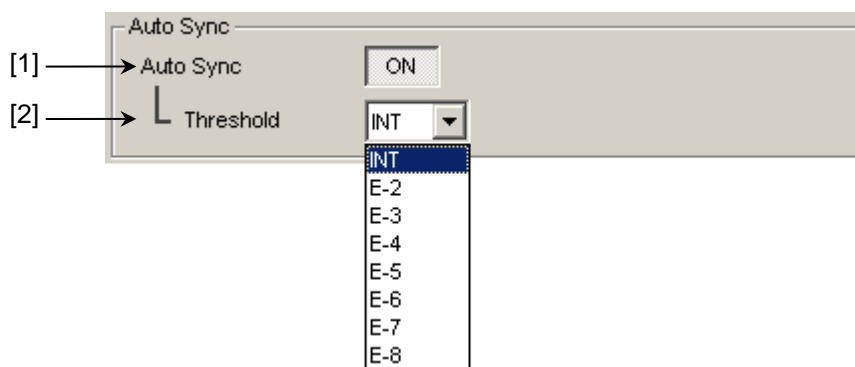 Auto Sync
[1] Auto Sync ON
[2] Threshold INT
INT
E-2
E-3
E-4
E-5
E-6
E-7
E-8